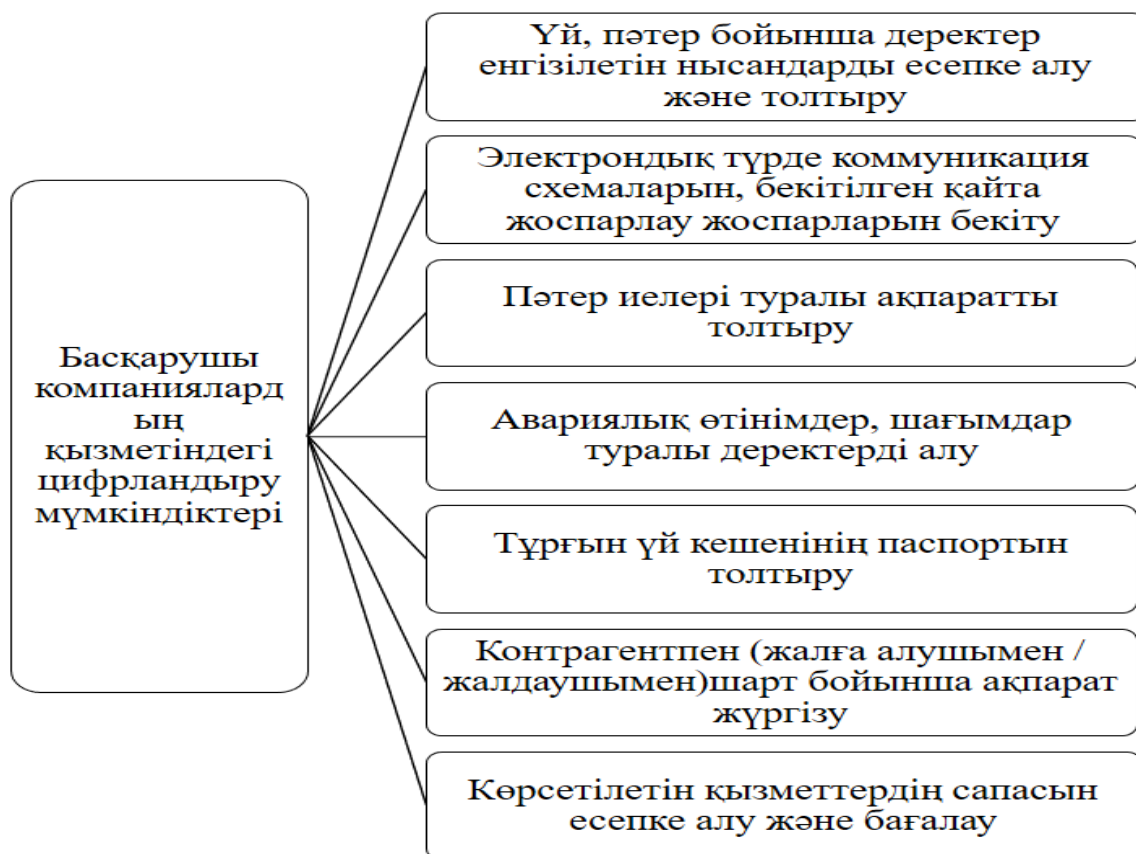 Басқарушы
компаниялард
ың
қызметіндегі
цифрландыру
мүмкіндіктері
Үй, пәтер бойынша деректер
енгізілетін нысандарды есепке алу
және толтыру
Электрондық түрде коммуникация
схемаларын, бекітілген қайта
жоспарлау жоспарларын бекіту
Пәтер иелері туралы ақпаратты
толтыру
Авариялық өтінімдер, шағымдар
туралы деректерді алу
Тұрғын үй кешенінің паспортын
толтыру
Контрагентпен (жалға алушымен /
жалдаушымен)шарт бойынша ақпарат
жүргізу
Көрсетілетін қызметтердің сапасын
есепке алу және бағалау